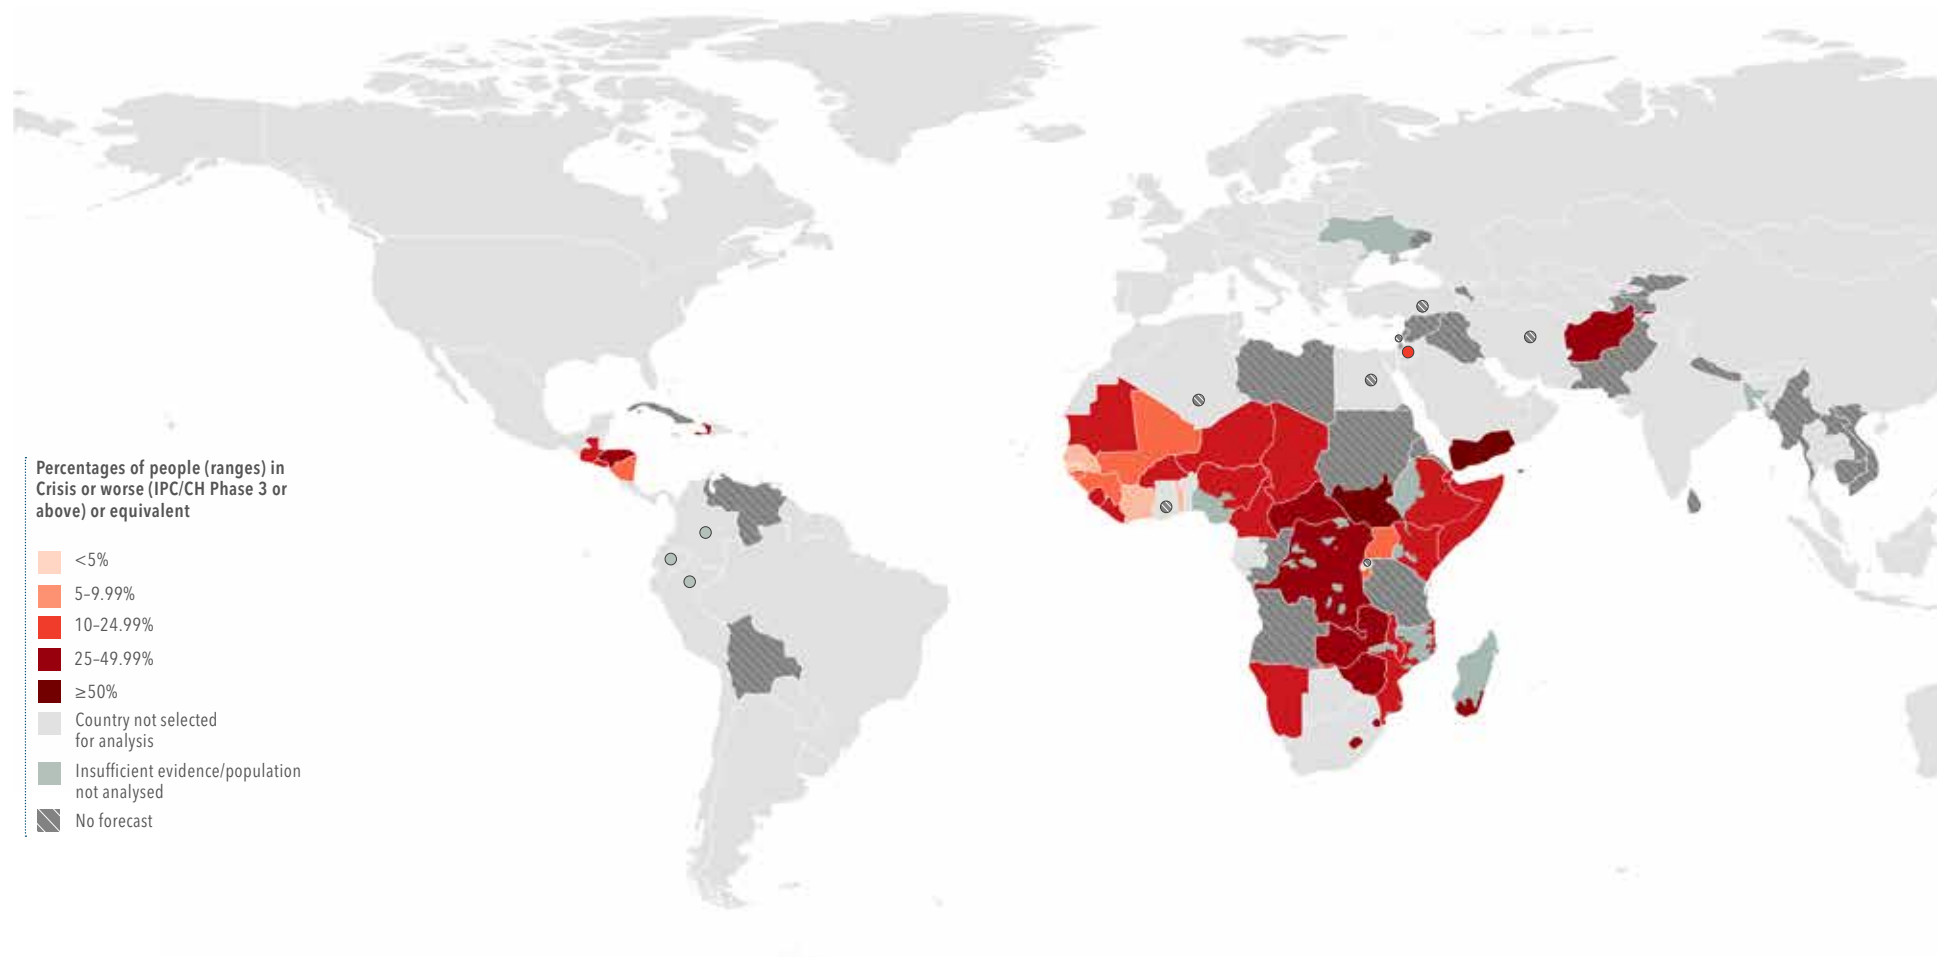 Percentages of people (ranges) in
Crisis or worse (IPC/CH Phase 3 or
above) or equivalent
<5%
5–9.99%
10–24.99%
25–49.99%
≥50%
Country not selected
for analysis
Insufficient evidence/population
not analysed
No forecast